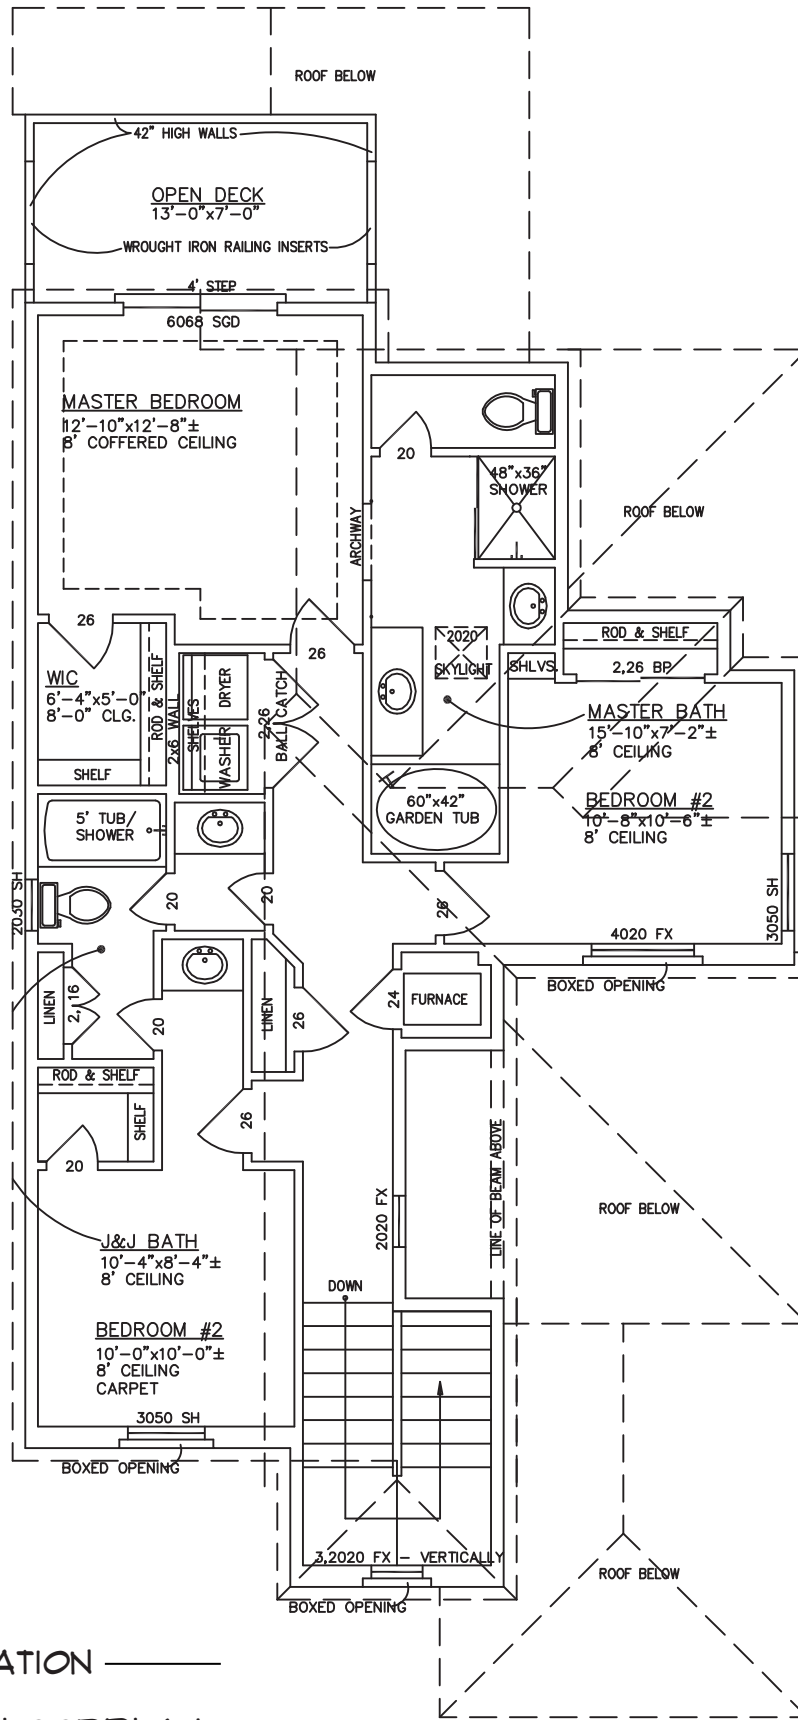 ROOF BELOW
42" HIGH WALLS
OPEN DECK
13'-0"x7'-0"
WROUGHT IRON RAILING INSERTS
4' STEP
6068 SGD
MASTER BEDROOM
12'-10"x12'-8"±
8' COFFERED CEILING
20
48"x36"
SHOWER
ARCHWAY
ROOF BELOW
26
26
2020
SKYLIGHT
SHLVS.
ROD & SHELF
2,26 BP
WIC
6'-4"x5'-0"
8'-0" CLG.
ROD & SHELF
2x6 WALL
SHELVES
DRYER
WASHER
2,26
BALL CATCH
SHELF
MASTER BATH
15'-10"x7'-2"±
8' CEILING
5' TUB/
SHOWER
60"x42"
GARDEN TUB
BEDROOM #2
10'-8"x10'-6"±
8' CEILING
2030 SH
20
20
26
3050 SH
4020 FX
BOXED OPENING
LINEN
2,16
20
LINEN
26
24
FURNACE
ROD & SHELF
SHELF
26
20
LINE OF BEAM ABOVE
2020 FX
ROOF BELOW
J&J BATH
10'-4"x8'-4"±
8' CEILING
DOWN
BEDROOM #2
10'-0"x10'-0"±
8' CEILING
CARPET
3050 SH
BOXED OPENING
3,2020 FX - VERTICALLY
ROOF BELOW
BOXED OPENING
ATION